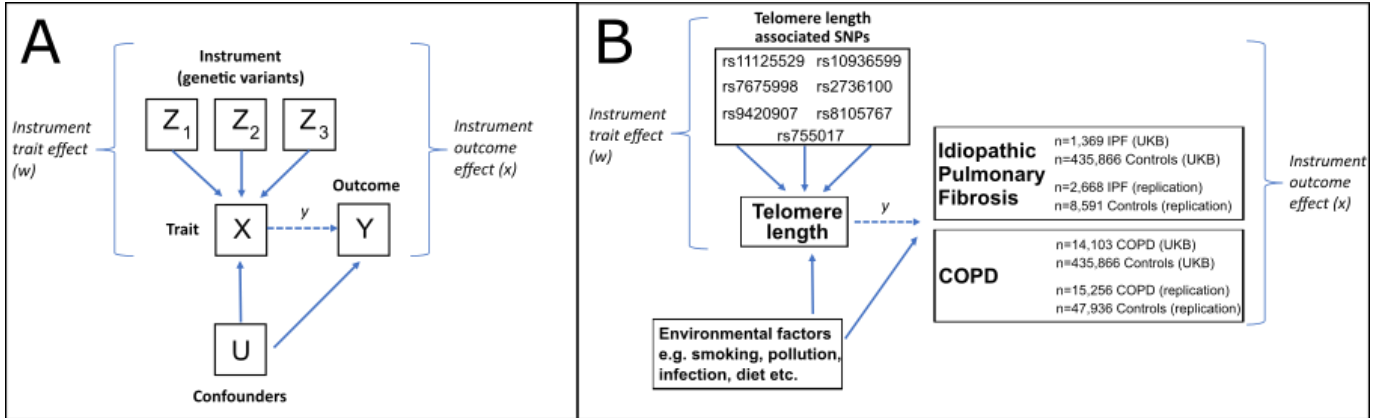 A
Instrument
(genetic variants)
Z1 Z2 Z3
Instrument
trait effect
(w)
Instrument
outcome
effect (x)
Outcome
Trait
X
y
Y
U
Confounders
B
Telomere length
associated SNPs
rs11125529 rs10936599
rs7675998 rs2736100
rs9420907 rs8105767
rs755017
Instrument
trait effect
(w)
Telomere
length
y
Idiopathic
Pulmonary
Fibrosis
n=1,369 IPF (UKB)
n=435,866 Controls (UKB)
n=2,668 IPF (replication)
n=8,591 Controls (replication)
COPD
n=14,103 COPD (UKB)
n=435,866 Controls (UKB)
n=15,256 COPD (replication)
n=47,936 Controls (replication)
Instrument
outcome
effect (x)
Environmental factors
e.g. smoking, pollution,
infection, diet etc.